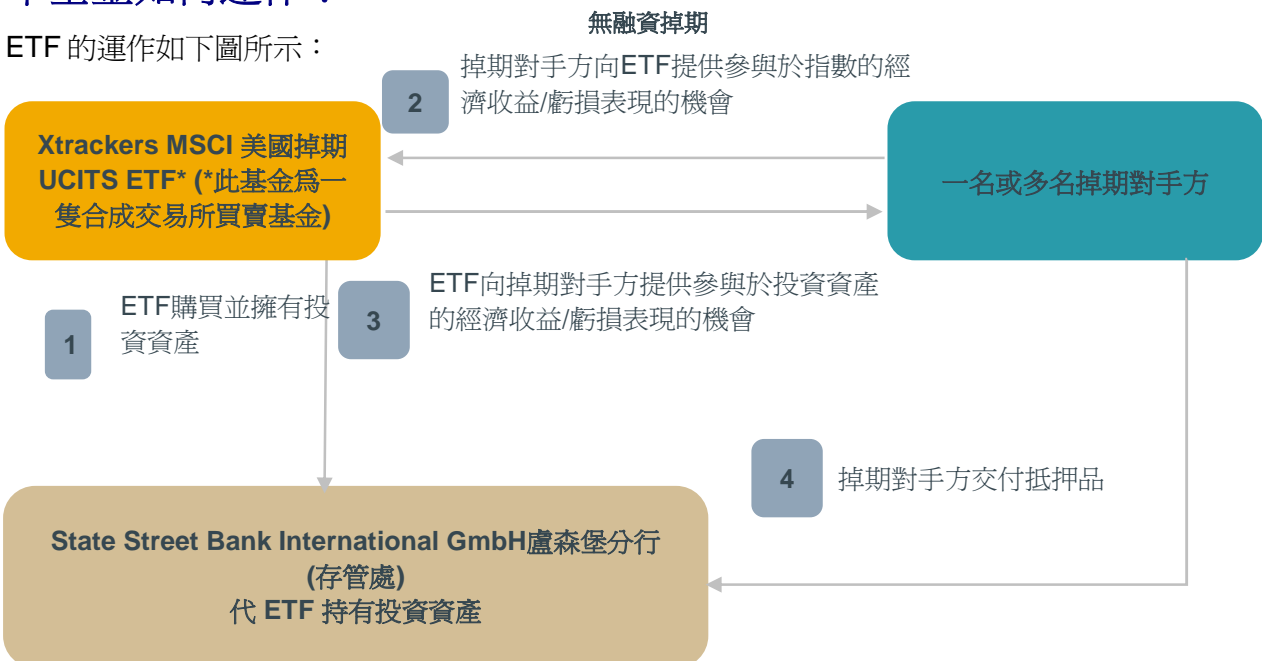 無融資掉期
ETF 的運作如下圖所示：
掉期對手方向ETF提供參與於指數的經
濟收益/虧損表現的機會
2
Xtrackers MSCI 美國掉期
UCITS ETF* (*此基金爲一
隻合成交易所買賣基金)
一名或多名掉期對手方
ETF購買並擁有投
資資產
1
3
ETF向掉期對手方提供參與於投資資產
的經濟收益/虧損表現的機會
4
掉期對手方交付抵押品
State Street Bank International GmbH盧森堡分行
(存管處)
代 ETF 持有投資資產